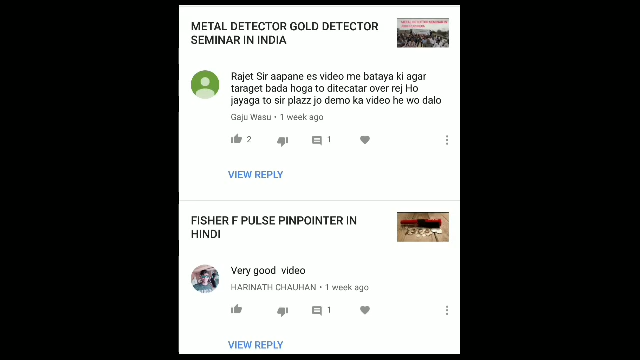 METAL DETECTOR GOLD DETECTOR
SEMINAR IN INDIA
Rajet Sir aapane es video me bataya ki agar
taraget bada hoga to ditecatar over rej Ho
jayaga to sir plazz jo demo ka video he wo dalo
Gaju Wasu • 1 week ago
2
1
VIEW REPLY
FISHER F PULSE PINPOINTER IN
HINDI
Very good video
HARINATH CHAUHAN • 1 week ago
1
VIEW REPLY